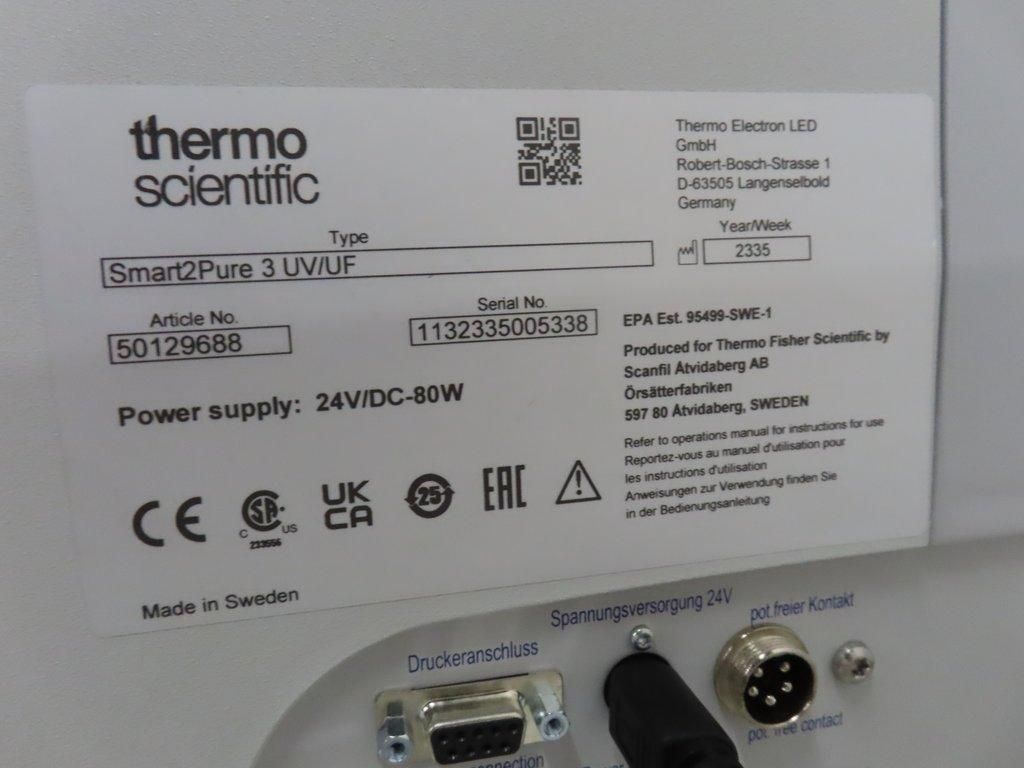 thermo
scientific
Thermo Electron LED
GmbH
Robert-Bosch-Strasse 1
D-63505 Langenselbold
Germany
Type
Smart2Pure 3 UV/UF
Year/Week
2335
Article No.
50129688
Serial No.
1132335005338
EPA Est. 95499-SWE-1
Produced for Thermo Fisher Scientific by
Scanfil Åtvidaberg AB
Örsätterfabriken
597 80 Åtvidaberg, SWEDEN
Power supply: 24V/DC-80W
Refer to operations manual for instructions for use
Reportez-vous au manuel d'utilisation pour
les instructions d'utilisation
Anweisungen zur Verwendung finden Sie
in der Bedienungsanleitung
CE
C SA US
233556
UK
CA
25
EAC
Made in Sweden
Druckeranschluss
Spannungsversorgung 24V
pot.freier Kontakt
pot. free contact